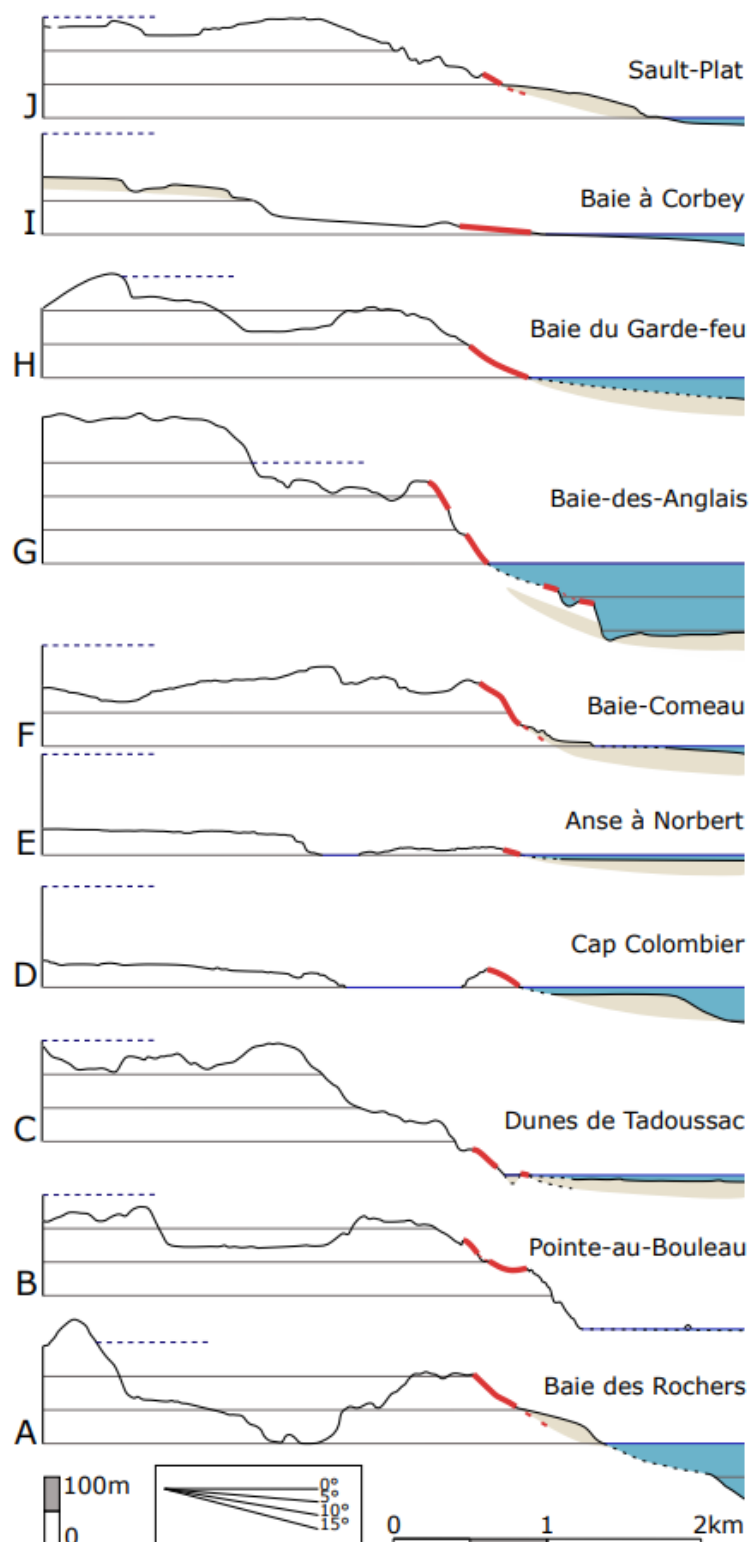 Sault-Plat
J
Baie à Corbey
I
Baie du Garde-feu
H
Baie-des-Anglais
G
Baie-Comeau
F
Anse à Norbert
E
Cap Colombier
D
Dunes de Tadoussac
C
Pointe-au-Bouleau
B
Baie des Rochers
A
100m
0
0°
5°
10°
15°
0 1 2km